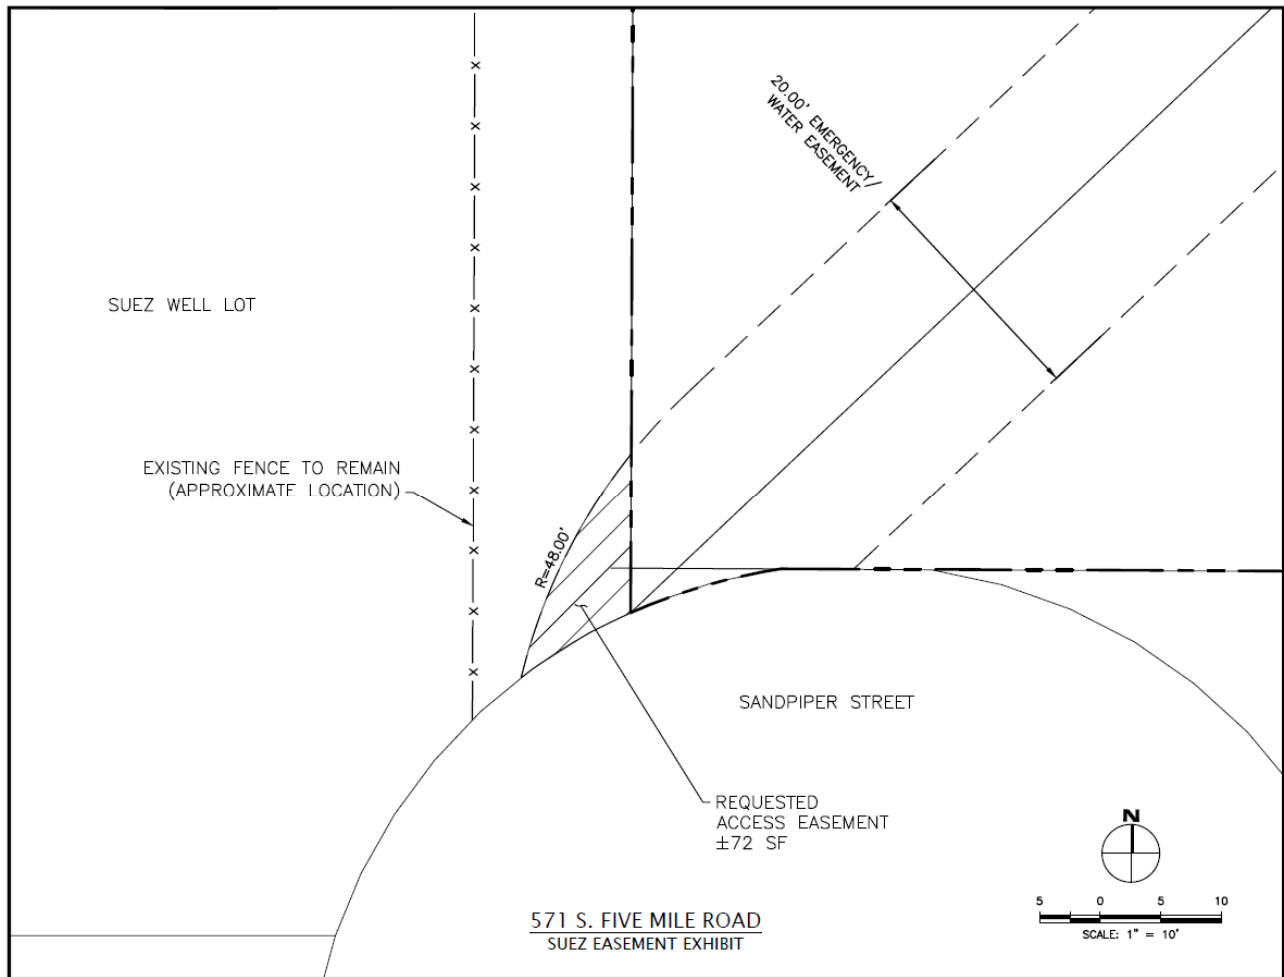 20.00' EMERGENCY/
WATER EASEMENT
SUEZ WELL LOT
EXISTING FENCE TO REMAIN
(APPROXIMATE LOCATION)
R=48.00'
SANDPIPER STREET
REQUESTED
ACCESS EASEMENT
±72 SF
N
5 0 5 10
SCALE: 1" = 10'
571 S. FIVE MILE ROAD
SUEZ EASEMENT EXHIBIT